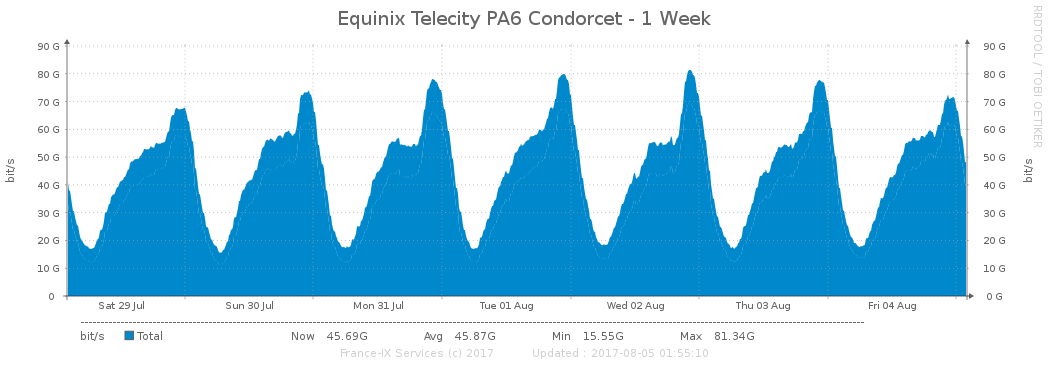 Equinix Telecity PA6 Condorcet - 1 Week
RRDTOOL / TOBI OETIKER
90 G 90 G
80 G 80 G
70 G 70 G
60 G 60 G
50 G 50 G
40 G 40 G
30 G 30 G
20 G 20 G
10 G 10 G
0 0 G
bit/s
bit/s
Sat 29 Jul Sun 30 Jul Mon 31 Jul Tue 01 Aug Wed 02 Aug Thu 03 Aug Fri 04 Aug
bit/s Total Now 45.69G Avg 45.87G Min 15.55G Max 81.34G
France-IX Services (c) 2017 Updated : 2017-08-05 01:55:10